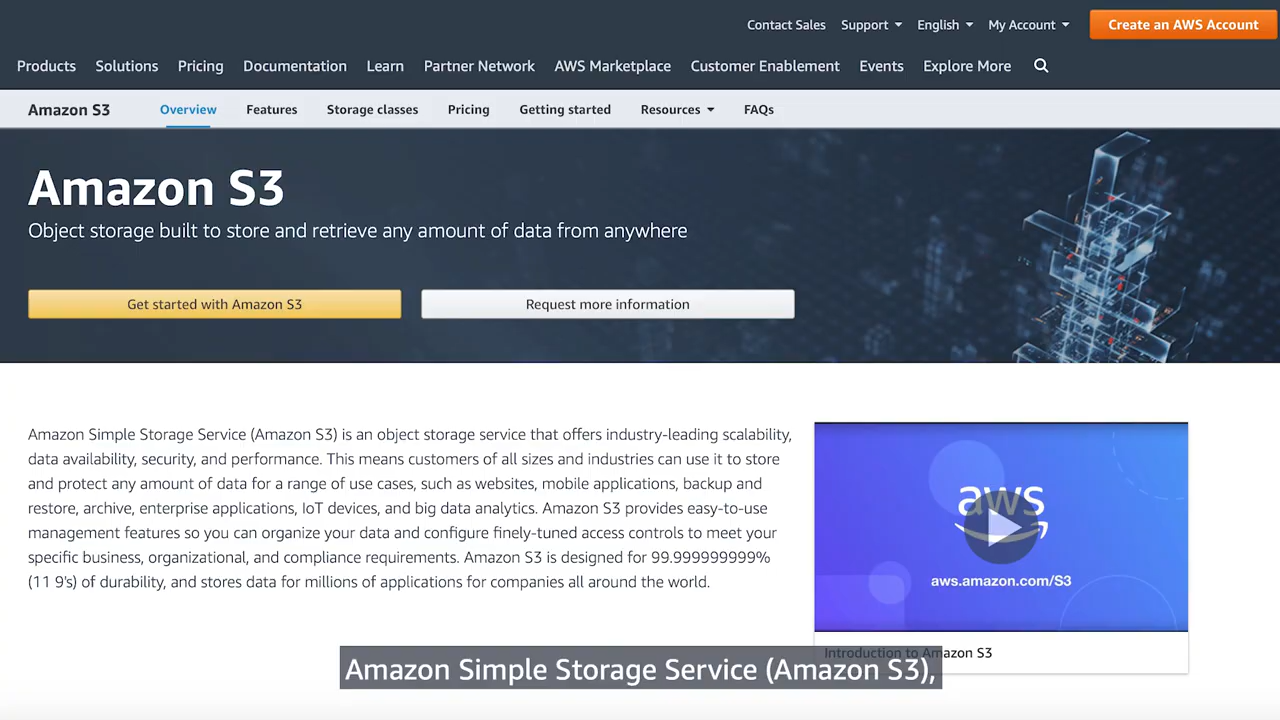 Contact Sales Support English My Account Create an AWS Account
Products Solutions Pricing Documentation Learn Partner Network AWS Marketplace Customer Enablement Events Explore More
Amazon S3 Overview Features Storage classes Pricing Getting started Resources FAQs
Amazon S3
Object storage built to store and retrieve any amount of data from anywhere
Get started with Amazon S3 Request more information
Amazon Simple Storage Service (Amazon S3) is an object storage service that offers industry-leading scalability,
data availability, security, and performance. This means customers of all sizes and industries can use it to store
and protect any amount of data for a range of use cases, such as websites, mobile applications, backup and
restore, archive, enterprise applications, IoT devices, and big data analytics. Amazon S3 provides easy-to-use
management features so you can organize your data and configure finely-tuned access controls to meet your
specific business, organizational, and compliance requirements. Amazon S3 is designed for 99.999999999%
(11 9's) of durability, and stores data for millions of applications for companies all around the world.
aws
aws.amazon.com/S3
Introduction to Amazon S3
Amazon Simple Storage Service (Amazon S3),